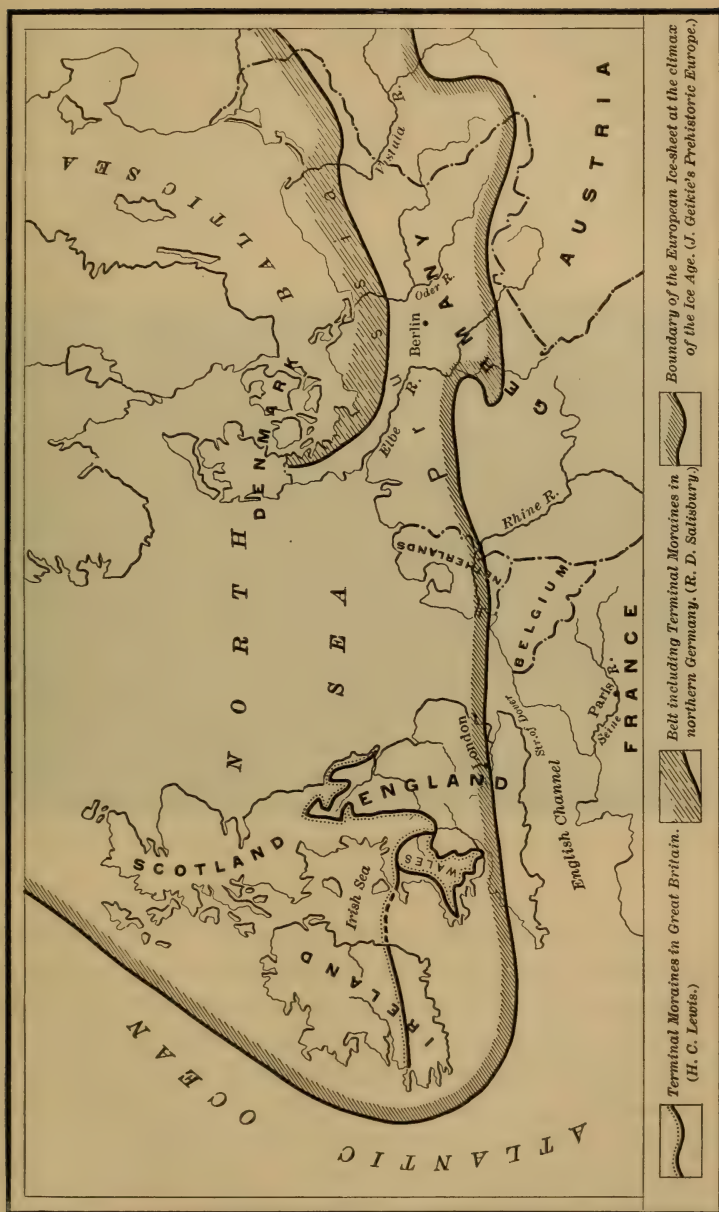 ATLANTIC
OCEAN
NORTH
SEA
BALTIC SEA
SCOTLAND
DENMARK
IRELAND
Irish Sea
ENGLAND
WALES
London
NETHERLANDS
Elbe R.
Prussia
Berlin
Oder R.
Vistula R.
GERMANY
English Channel
Str. of Dover
BELGIUM
Rhine R.
AUSTRIA
Paris
Seine R.
FRANCE
Terminal Moraines in Great Britain.
(H. C. Lewis.)
Belt including Terminal Moraines in
northern Germany. (R. D. Salisbury.)
Boundary of the European Ice-sheet at the climax
of the Ice Age. (J. Geikie's Prehistoric Europe.)